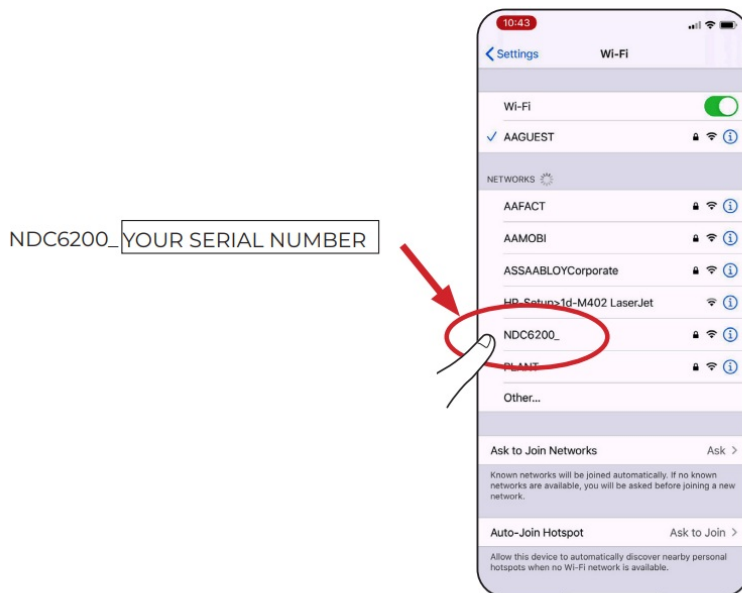 10:43
Settings
Wi-Fi
Wi-Fi
AAGUEST
NETWORKS
AAFACT
AAMOBI
ASSAABLOYCorporate
NDC6200_ YOUR SERIAL NUMBER
HP-Setup>1d-M402 LaserJet
NDC6200_
PLANT
Other...
Ask to Join Networks Ask >
Known networks will be joined automatically. If no known
networks are available, you will be asked before joining a new
network.
Auto-Join Hotspot Ask to Join >
Allow this device to automatically discover nearby personal
hotspots when no Wi-Fi network is available.